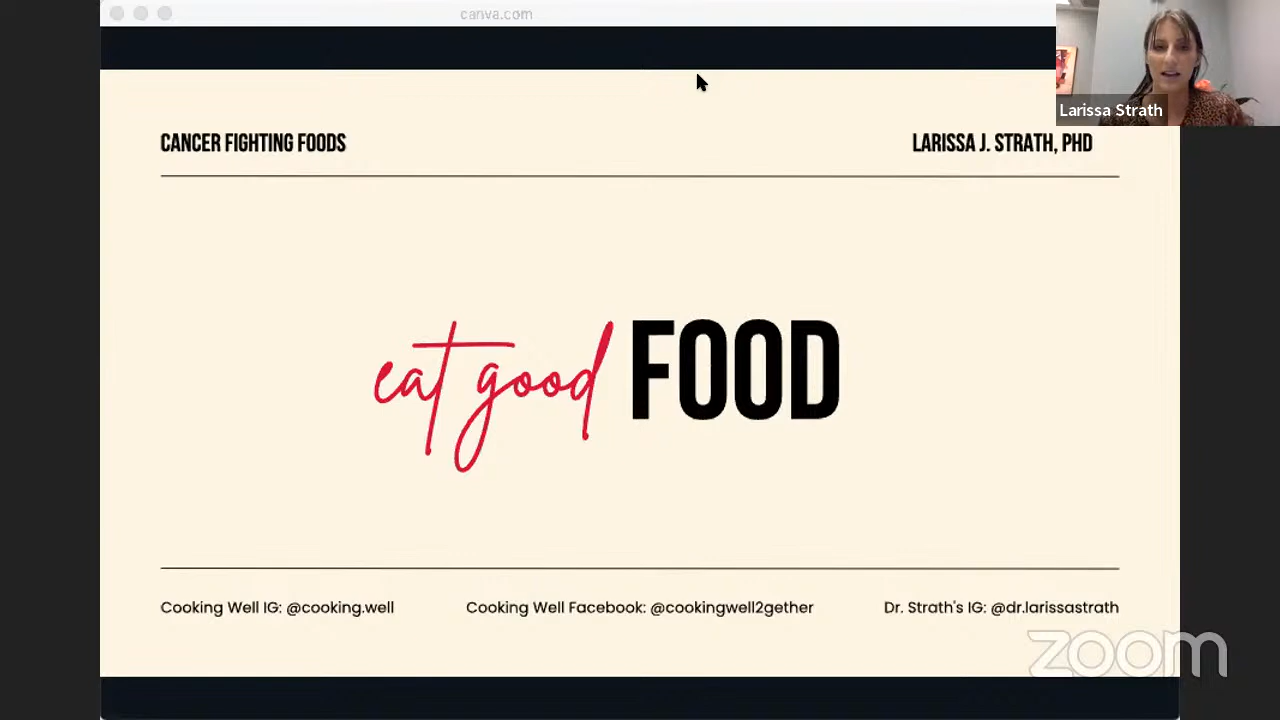 canva.com
Larissa Strath
CANCER FIGHTING FOODS
LARISSA J. STRATH, PHD
eat good FOOD
Cooking Well IG: @cooking.well
Cooking Well Facebook: @cookingwell2gether
Dr. Strath's IG: @dr.larissastrath
zoom